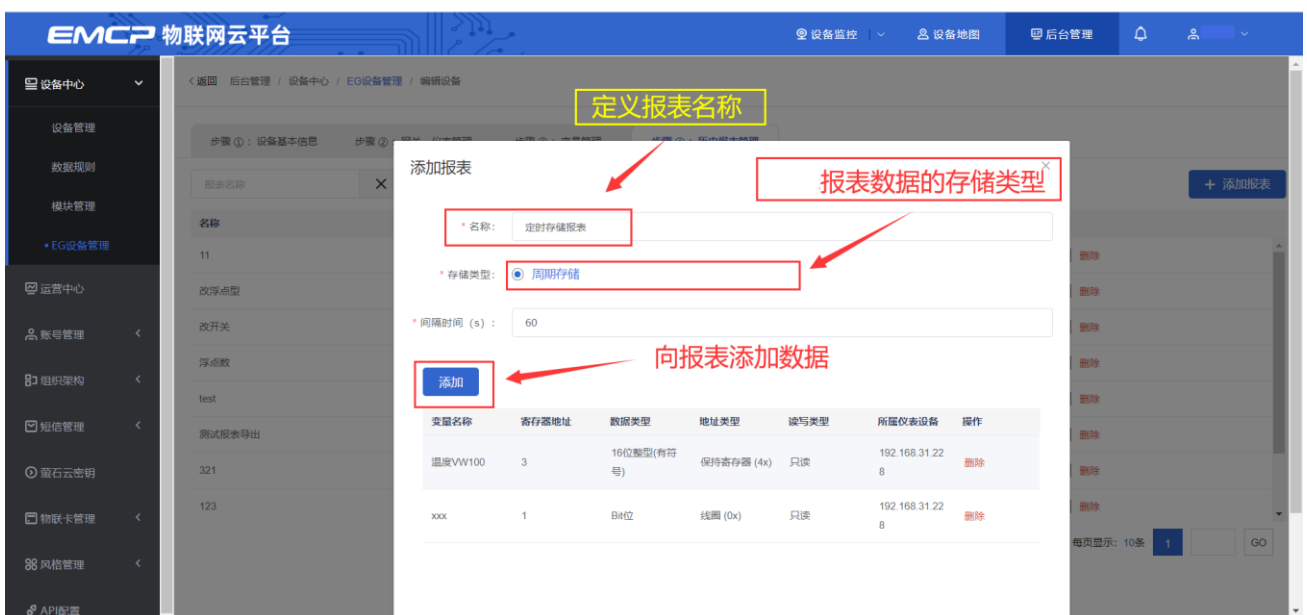 EMCP 物联网云平台
设备监控
设备地图
后台管理
设备中心
<返回 后台管理 / 设备中心 / EG设备管理 / 编辑设备
定义报表名称
设备管理
步骤①：设备基本信息
数据规则
添加报表
报表数据的存储类型
报表名称
+ 添加报表
模块管理
名称
* 名称：
定时存储报表
•EG设备管理
11
删除
* 存储类型：
周期存储
运营中心
改浮点型
删除
账号管理
改开关
* 间隔时间（s）：
60
删除
浮点数
向报表添加数据
删除
组织架构
添加
test
删除
变量名称 寄存器地址 数据类型 地址类型 读写类型 所属仪表设备 操作
短信管理
测试报表导出
删除
温度VW100 3 16位整型(有符号) 保持寄存器 (4x) 只读 192.168.31.228 删除
萤石云密钥
321
删除
123
xxx 1 Bit位 线圈 (0x) 只读 192.168.31.228 删除
删除
物联卡管理
每页显示：10条 1 GO
风格管理
API配置